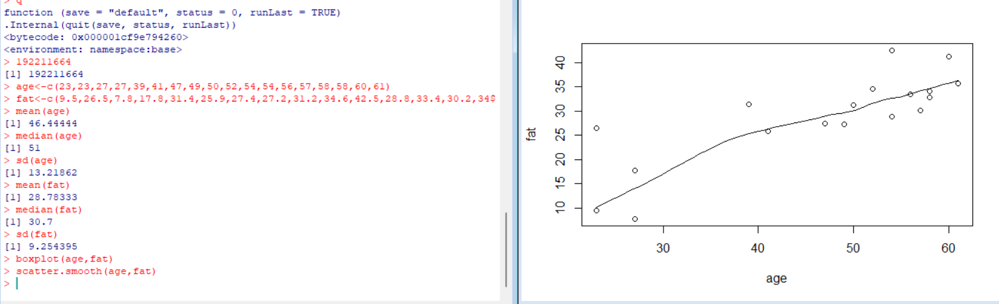 > q
function (save = "default", status = 0, runLast = TRUE)
.Internal(quit(save, status, runLast))
<bytecode: 0x000001cf9e794260>
<environment: namespace:base>
> 192211664
[1] 192211664
> age<-c(23,23,27,27,39,41,47,49,50,52,54,54,56,57,58,58,60,61)
> fat<-c(9.5,26.5,7.8,17.8,31.4,25.9,27.4,27.2,31.2,34.6,42.5,28.8,33.4,30.2,34$
> mean(age)
[1] 46.44444
> median(age)
[1] 51
> sd(age)
[1] 13.21862
> mean(fat)
[1] 28.78333
> median(fat)
[1] 30.7
> sd(fat)
[1] 9.254395
> boxplot(age,fat)
> scatter.smooth(age,fat)
>
fat
40
35
30
25
20
15
10
30 40 50 60
age